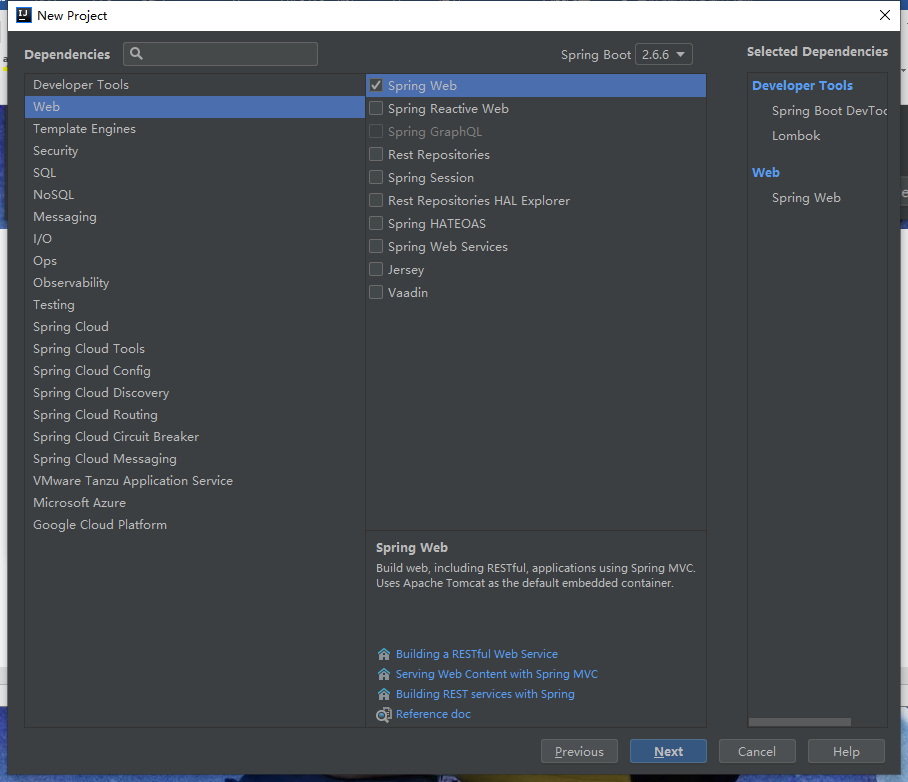 New Project
Dependencies
Spring Boot 2.6.6
Selected Dependencies
Developer Tools
Web
Template Engines
Security
SQL
NoSQL
Messaging
I/O
Ops
Observability
Testing
Spring Cloud
Spring Cloud Tools
Spring Cloud Config
Spring Cloud Discovery
Spring Cloud Routing
Spring Cloud Circuit Breaker
Spring Cloud Messaging
VMware Tanzu Application Service
Microsoft Azure
Google Cloud Platform
Spring Web
Spring Reactive Web
Spring GraphQL
Rest Repositories
Spring Session
Rest Repositories HAL Explorer
Spring HATEOAS
Spring Web Services
Jersey
Vaadin
Spring Web
Build web, including RESTful, applications using Spring MVC.
Uses Apache Tomcat as the default embedded container.
Building a RESTful Web Service
Serving Web Content with Spring MVC
Building REST services with Spring
Reference doc
Developer Tools
Spring Boot DevToo
Lombok
Web
Spring Web
Previous
Next
Cancel
Help